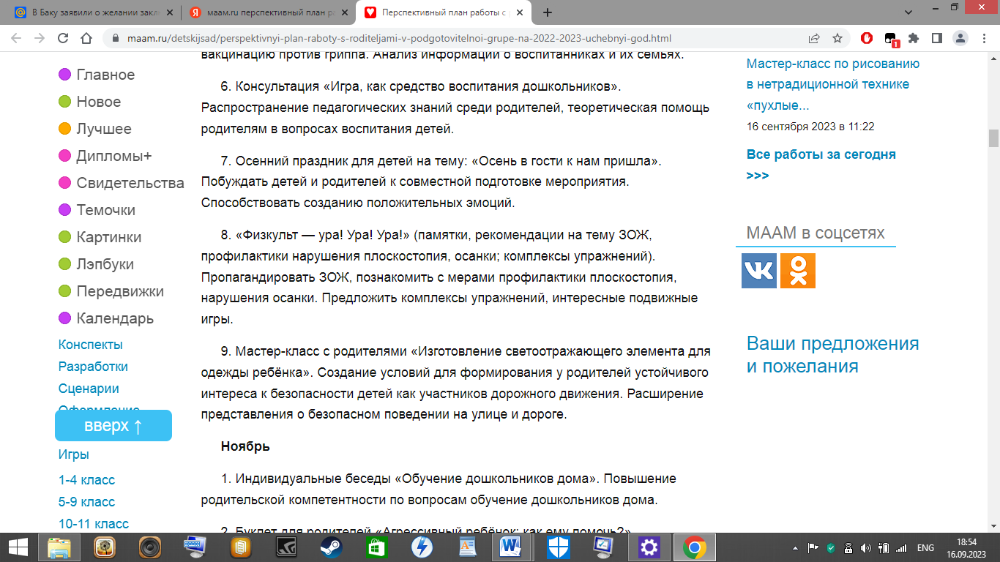 В Баку заявили о желании закл
маам.ru перспективный план ра
Перспективный план работы с р
maam.ru/detskijsad/perspektivnyi-plan-raboty-s-roditeljami-v-podgotovitelnoi-grupe-na-2022-2023-uchebnyi-god.html
1
Главное
Новое
Лучшее
Дипломы+
Свидетельства
Темочки
Картинки
Лэпбуки
Передвижки
Календарь
Конспекты
Разработки
Сценарии
Оформление
вверх ↑
Игры
1-4 класс
5-9 класс
10-11 класс
вакцинацию против гриппа. Анализ информации о воспитанниках и их семьях.
6. Консультация «Игра, как средство воспитания дошкольников».
Распространение педагогических знаний среди родителей, теоретическая помощь
родителям в вопросах воспитания детей.
7. Осенний праздник для детей на тему: «Осень в гости к нам пришла».
Побуждать детей и родителей к совместной подготовке мероприятия.
Способствовать созданию положительных эмоций.
8. «Физкульт — ура! Ура! Ура!» (памятки, рекомендации на тему ЗОЖ,
профилактики нарушения плоскостопия, осанки; комплексы упражнений).
Пропагандировать ЗОЖ, познакомить с мерами профилактики плоскостопия,
нарушения осанки. Предложить комплексы упражнений, интересные подвижные
игры.
9. Мастер-класс с родителями «Изготовление светоотражающего элемента для
одежды ребёнка». Создание условий для формирования у родителей устойчивого
интереса к безопасности детей как участников дорожного движения. Расширение
представления о безопасном поведении на улице и дороге.
Ноябрь
1. Индивидуальные беседы «Обучение дошкольников дома». Повышение
родительской компетентности по вопросам обучение дошкольников дома.
2. Буклет для родителей «Агрессивный ребёнок: как ему помочь?».
Мастер-класс по рисованию
в нетрадиционной технике
«пухлые...
16 сентября 2023 в 11:22
Все работы за сегодня
>>>
МААМ в соцсетях
Ваши предложения
и пожелания
ENG
18:54
16.09.2023